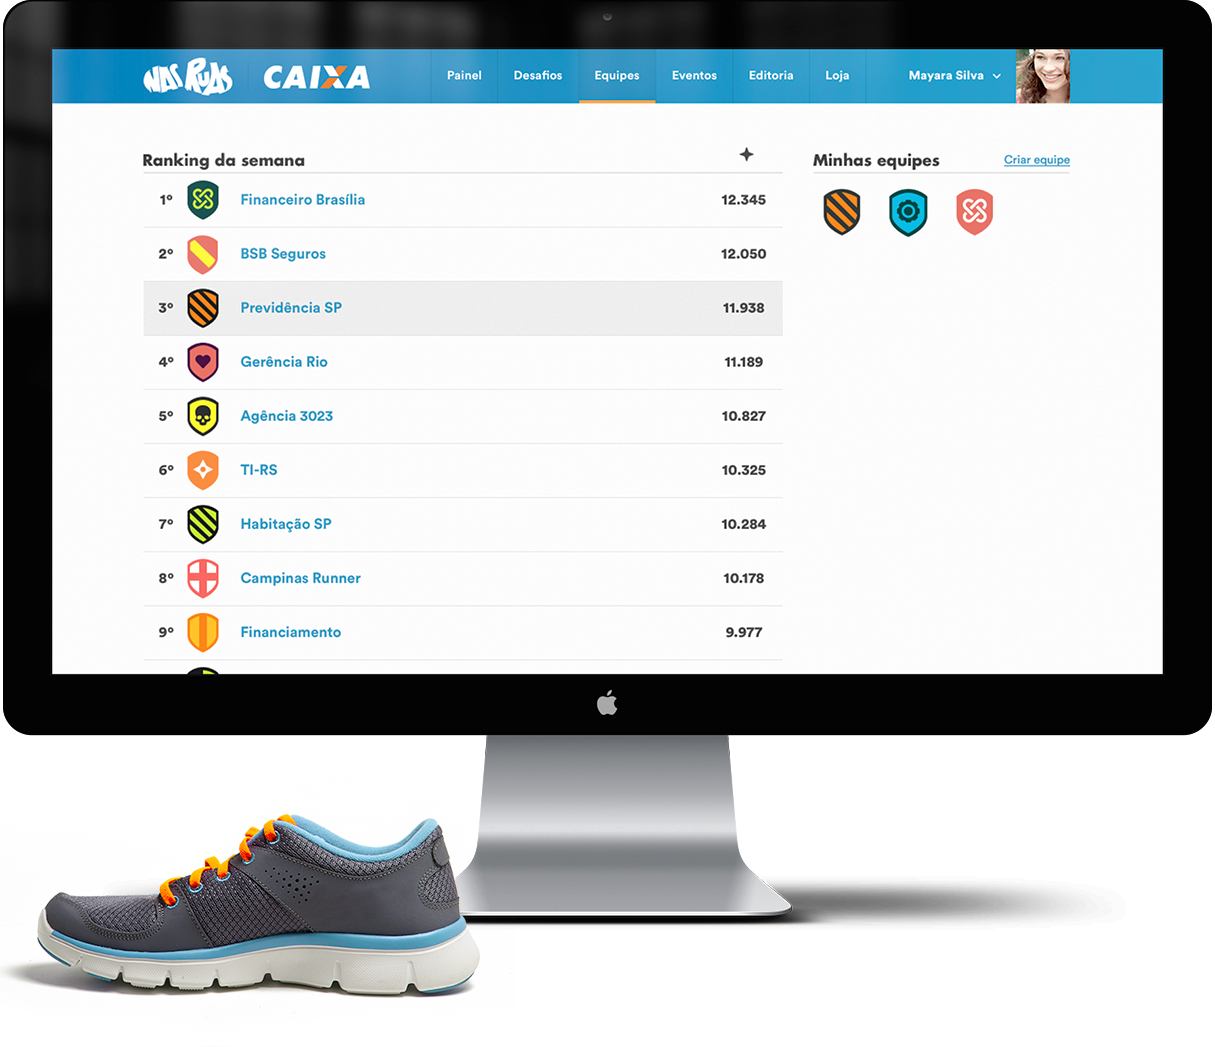 NAS RUAS CAIXA Painel Desafios Equipes Eventos Editoria Loja Mayara Silva
Ranking da semana
1º Financeiro Brasília 12.345
2º BSB Seguros 12.050
3º Previdência SP 11.938
4º Gerência Rio 11.189
5º Agência 3023 10.827
6º TI-RS 10.325
7º Habitação SP 10.284
8º Campinas Runner 10.178
9º Financiamento 9.977
Minhas equipes Criar equipe